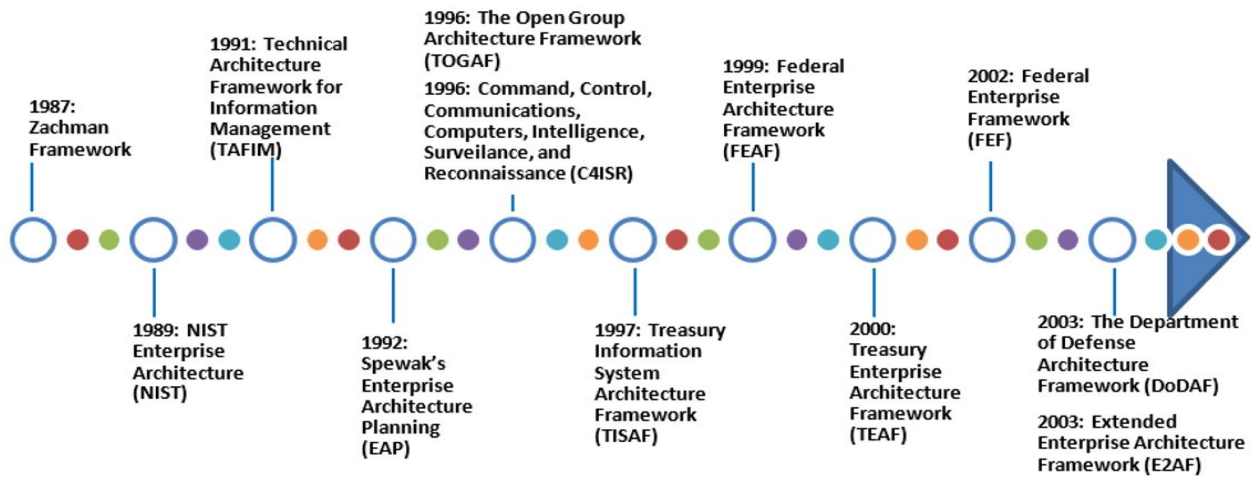 1987:
Zachman
Framework
1989: NIST
Enterprise
Architecture
(NIST)
1991: Technical
Architecture
Framework for
Information
Management
(TAFIM)
1992:
Spewak's
Enterprise
Architecture
Planning
(EAP)
1996: The Open Group
Architecture Framework
(TOGAF)
1996: Command, Control,
Communications,
Computers, Intelligence,
Surveilance, and
Reconnaissance (C4ISR)
1997: Treasury
Information
System
Architecture
Framework
(TISAF)
1999: Federal
Enterprise
Architecture
Framework
(FEAF)
2000:
Treasury
Enterprise
Architecture
Framework
(TEAF)
2002: Federal
Enterprise
Framework
(FEF)
2003: The Department
of Defense
Architecture
Framework (DoDAF)
2003: Extended
Enterprise Architecture
Framework (E2AF)